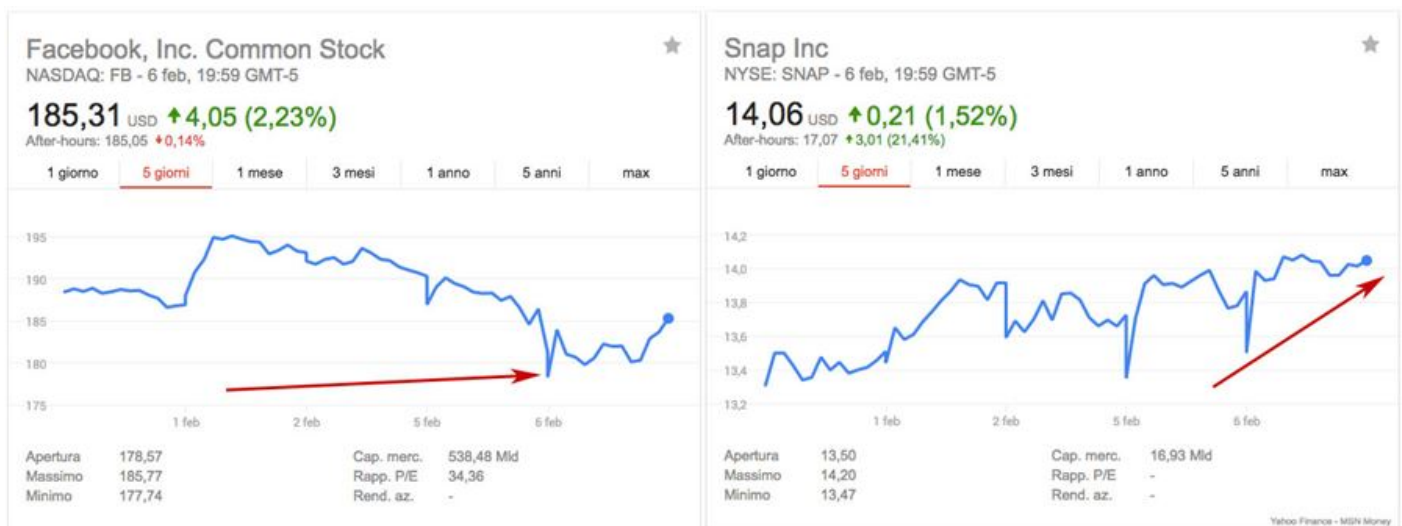 Facebook, Inc. Common Stock
NASDAQ: FB - 6 feb, 19:59 GMT-5
185,31 USD 4,05 (2,23%)
After-hours: 185,05 0,14%
1 giorno 5 giorni 1 mese 3 mesi 1 anno 5 anni max
195
190
185
180
175
1 feb 2 feb 5 feb 6 feb
Apertura 178,57 Cap. merc. 538,48 Mld
Massimo 185,77 Rapp. P/E 34,36
Minimo 177,74 Rend. az. -
Snap Inc
NYSE: SNAP - 6 feb, 19:59 GMT-5
14,06 USD 0,21 (1,52%)
After-hours: 17,07 3,01 (21,41%)
1 giorno 5 giorni 1 mese 3 mesi 1 anno 5 anni max
14,2
14,0
13,8
13,6
13,4
13,2
1 feb 2 feb 5 feb 6 feb
Apertura 13,50 Cap. merc. 16,93 Mld
Massimo 14,20 Rapp. P/E -
Minimo 13,47 Rend. az. -
Yahoo Finance - MSN Money